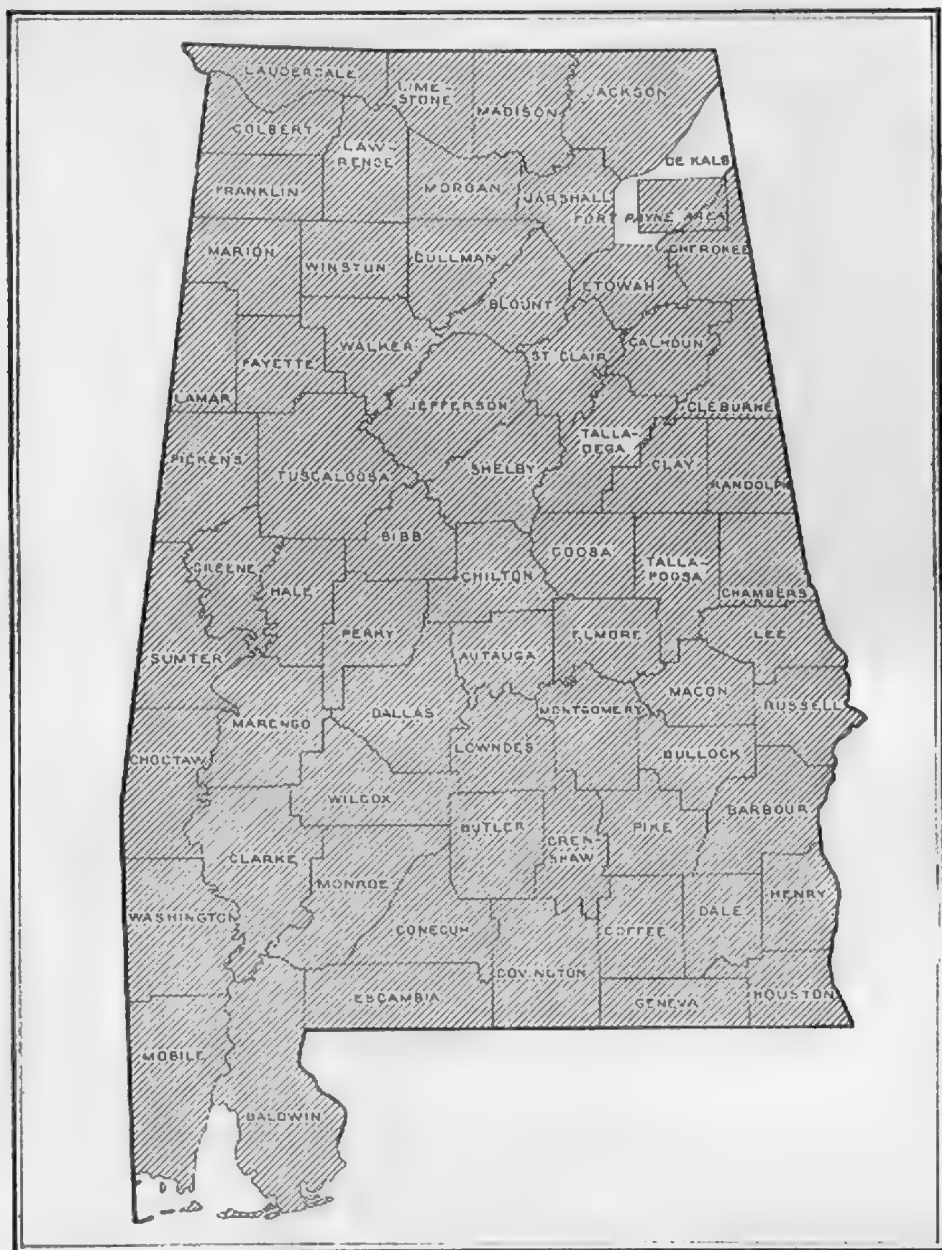 LAUDERDALE
LIME-
STONE
MADISON
JACKSON
COLBERT
LAW-
RENCE
DE KALB
FRANKLIN
MORGAN
MARSHALL
FORT PAYNE AREA
MARION
WINSTON
CULLMAN
CHEROKEE
ETOWAH
BLOUNT
WALKER
ST CLAIR
CALHOUN
FAYETTE
LAMAR
JEFFERSON
CLEBURNE
TALLA-
DEGA
PICKENS
TUSCALOOSA
SHELBY
CLAY
RANDOLPH
BIBB
GREENE
HALE
CHILTON
COOSA
TALLA-
POOSA
CHAMBERS
PERRY
ELMORE
LEE
SUMTER
AUTAUGA
MACON
RUSSELL
MARENGO
DALLAS
MONTGOMERY
CHOCTAW
LOWNDES
BULLOCK
WILCOX
BARBOUR
BUTLER
CREN-
SHAW
PIKE
CLARKE
MONROE
HENRY
WASHINGTON
CONECUH
COFFEE
DALE
COVINGTON
ESCAMBIA
GENEVA
HOUSTON
MOBILE
BALDWIN